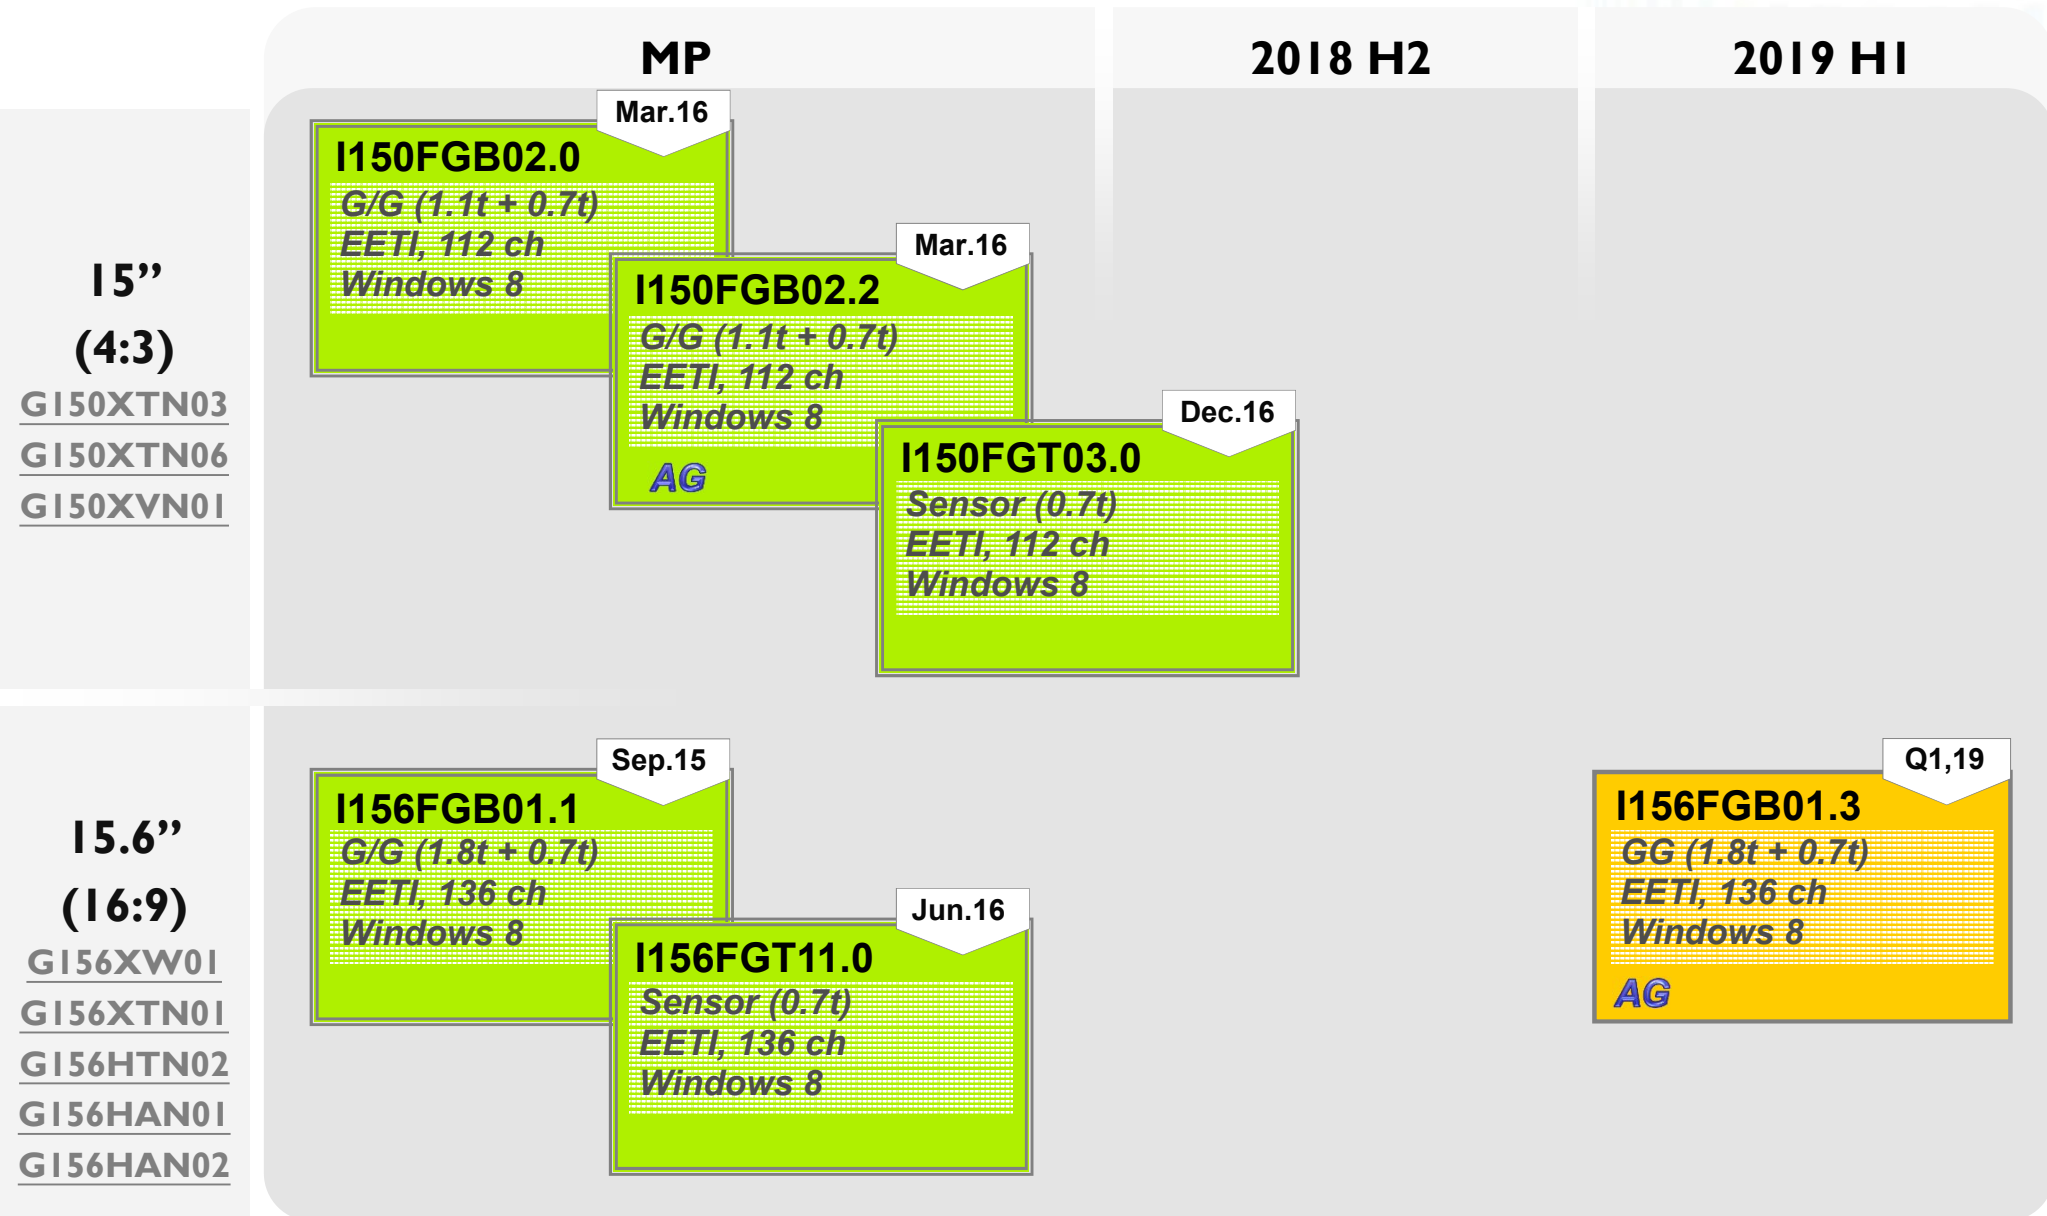 MP
2018 H2
2019 H1
15’’
(4:3)
G150XTN03
G150XTN06
G150XVN01
Mar.16
I150FGB02.0
G/G (1.1t + 0.7t)
EETI, 112 ch
Windows 8
Mar.16
I150FGB02.2
G/G (1.1t + 0.7t)
EETI, 112 ch
Windows 8
AG
Dec.16
I150FGT03.0
Sensor (0.7t)
EETI, 112 ch
Windows 8
15.6’’
(16:9)
G156XW01
G156XTN01
G156HTN02
G156HAN01
G156HAN02
Sep.15
I156FGB01.1
G/G (1.8t + 0.7t)
EETI, 136 ch
Windows 8
Jun.16
I156FGT11.0
Sensor (0.7t)
EETI, 136 ch
Windows 8
Q1,19
I156FGB01.3
GG (1.8t + 0.7t)
EETI, 136 ch
Windows 8
AG